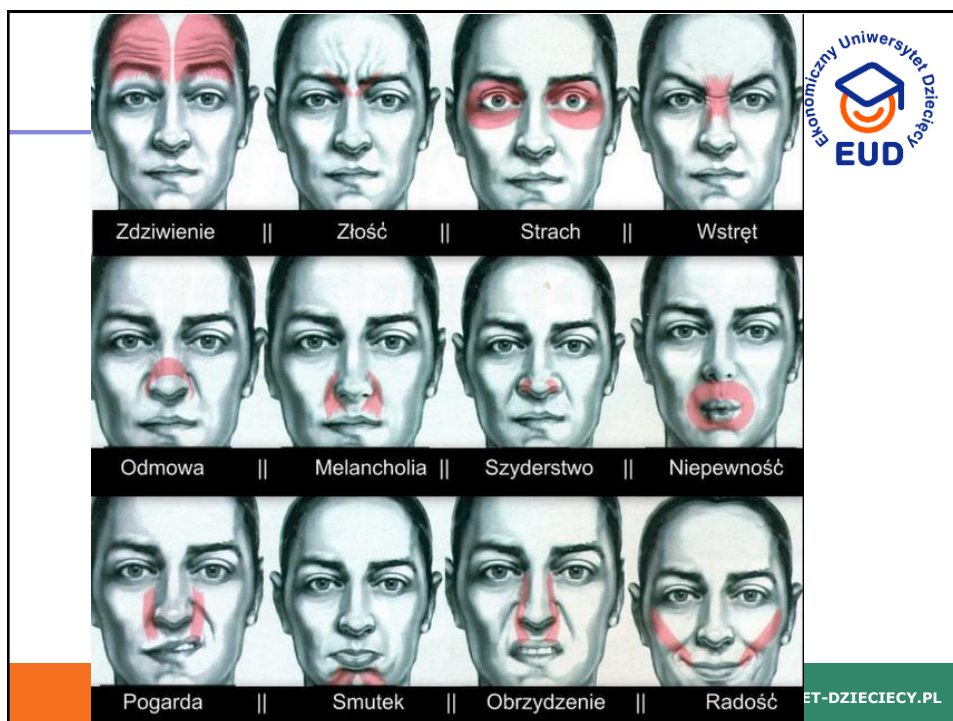 Ekonomiczny Uniwersytet Dziecięcy
EUD
Zdziwienie || Złość || Strach || Wstręt
Odmowa || Melancholia || Szyderstwo || Niepewność
Pogarda || Smutek || Obrzydzenie || Radość
ET-DZIECIECY.PL